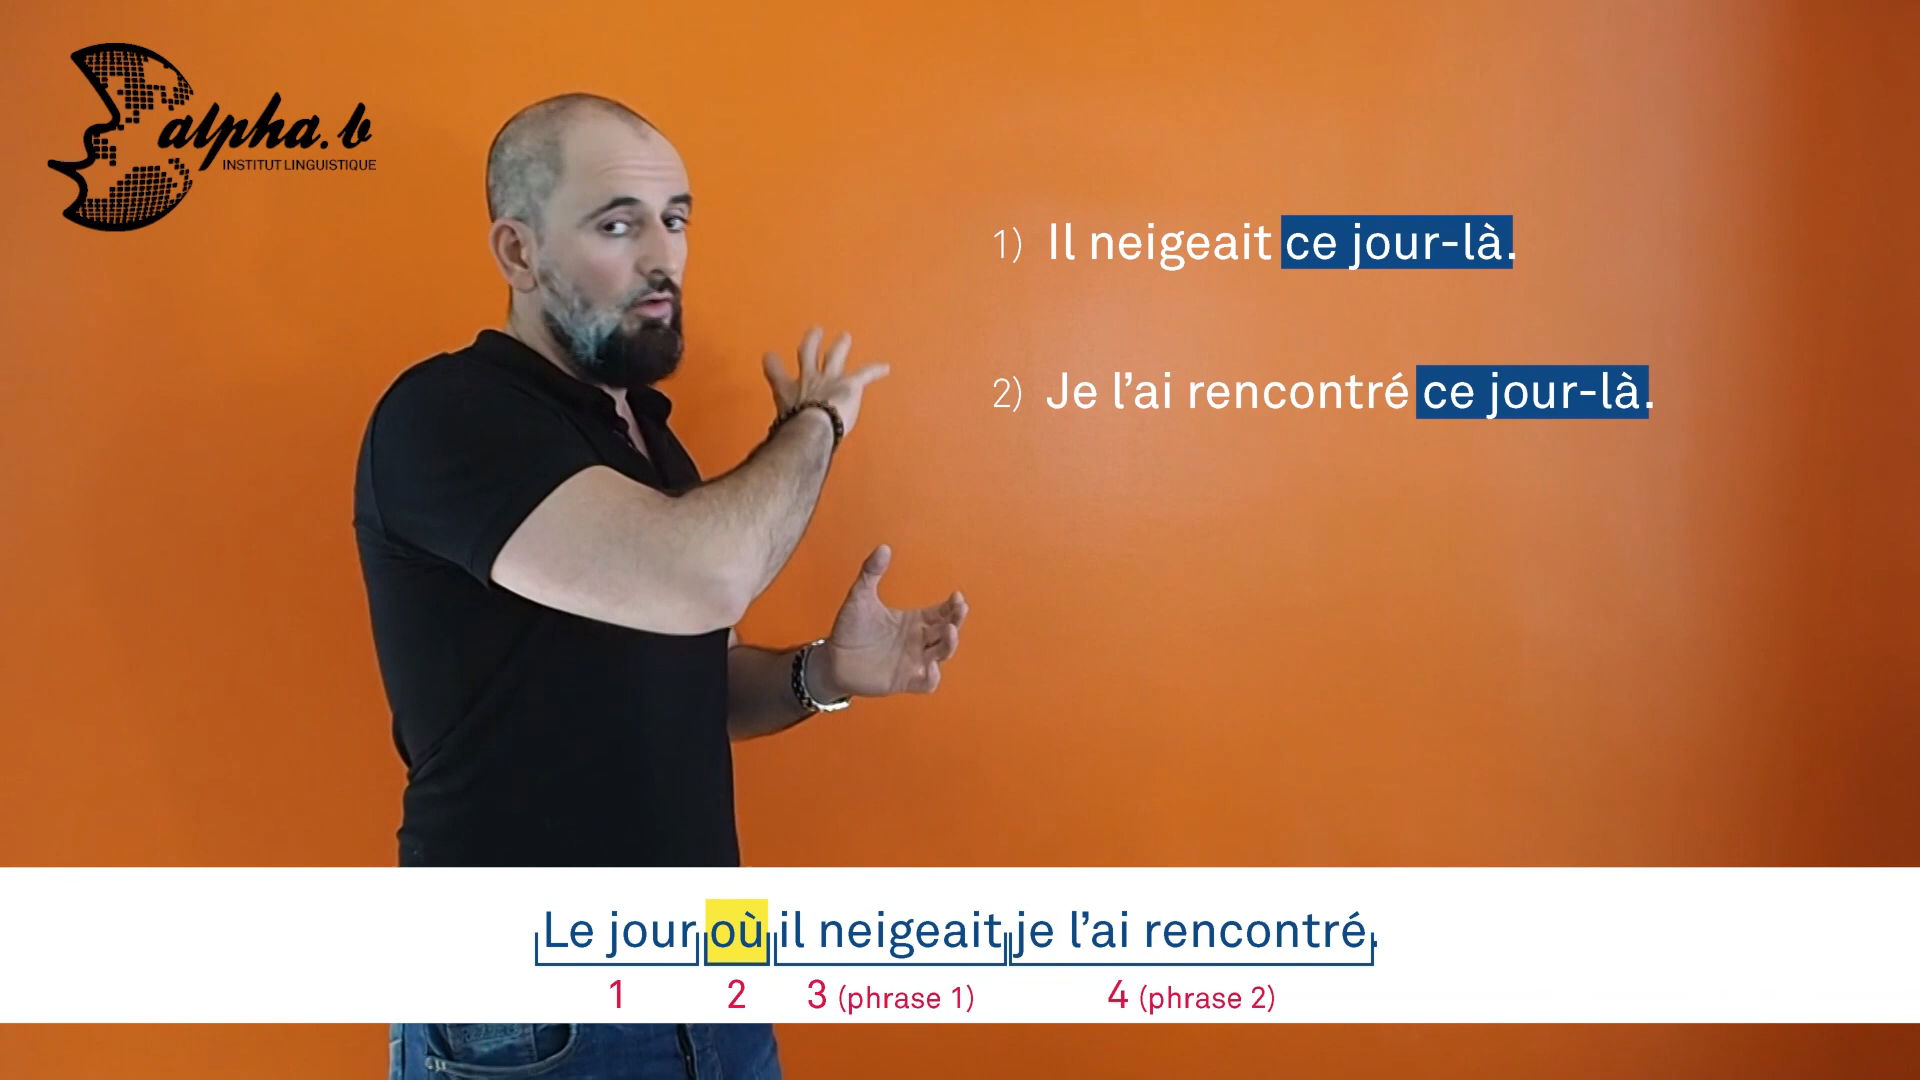 alpha.b
INSTITUT LINGUISTIQUE
1) Il neigeait ce jour-là.
2) Je l’ai rencontré ce jour-là.
Le jour où il neigeait je l’ai rencontré.
1 2 3 (phrase 1) 4 (phrase 2)